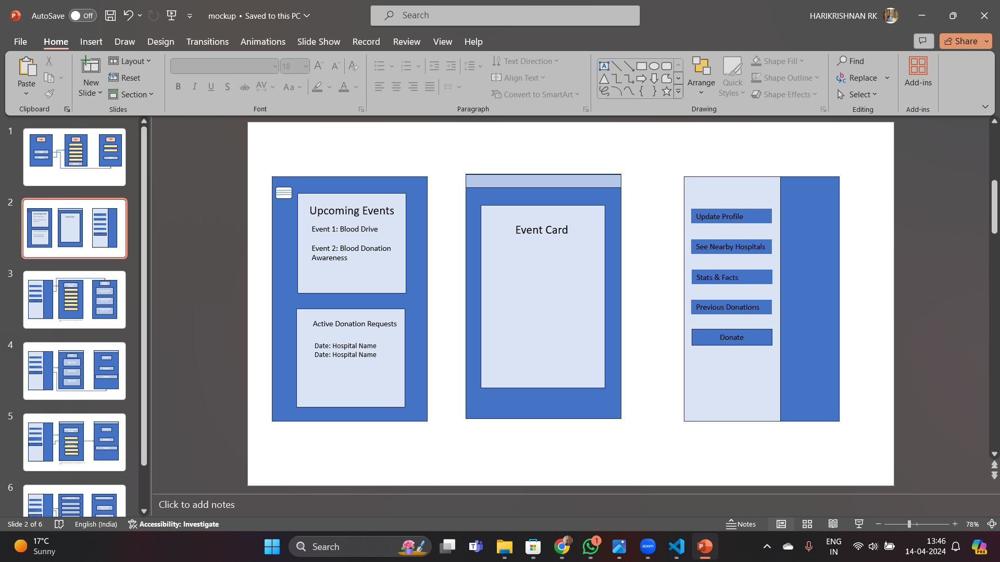 AutoSave Off mockup • Saved to this PC Search HARIKRISHNAN RK
File Home Insert Draw Design Transitions Animations Slide Show Record Review View Help Share
Paste
New Slide
Layout
Reset
Section
18
Text Direction
Align Text
Convert to SmartArt
Arrange
Quick Styles
Shape Fill
Shape Outline
Shape Effects
Find
Replace
Select
Add-ins
Clipboard Slides Font Paragraph Drawing Editing Add-ins
1
2
3
4
5
6
Upcoming Events
Event 1: Blood Drive
Event 2: Blood Donation
Awareness
Active Donation Requests
Date: Hospital Name
Date: Hospital Name
Event Card
Update Profile
See Nearby Hospitals
Stats & Facts
Previous Donations
Donate
Click to add notes
Slide 2 of 6 English (India) Accessibility: Investigate Notes 78%
17°C
Sunny
Search
1
zoom
ENG
IN
13:46
14-04-2024
PRE